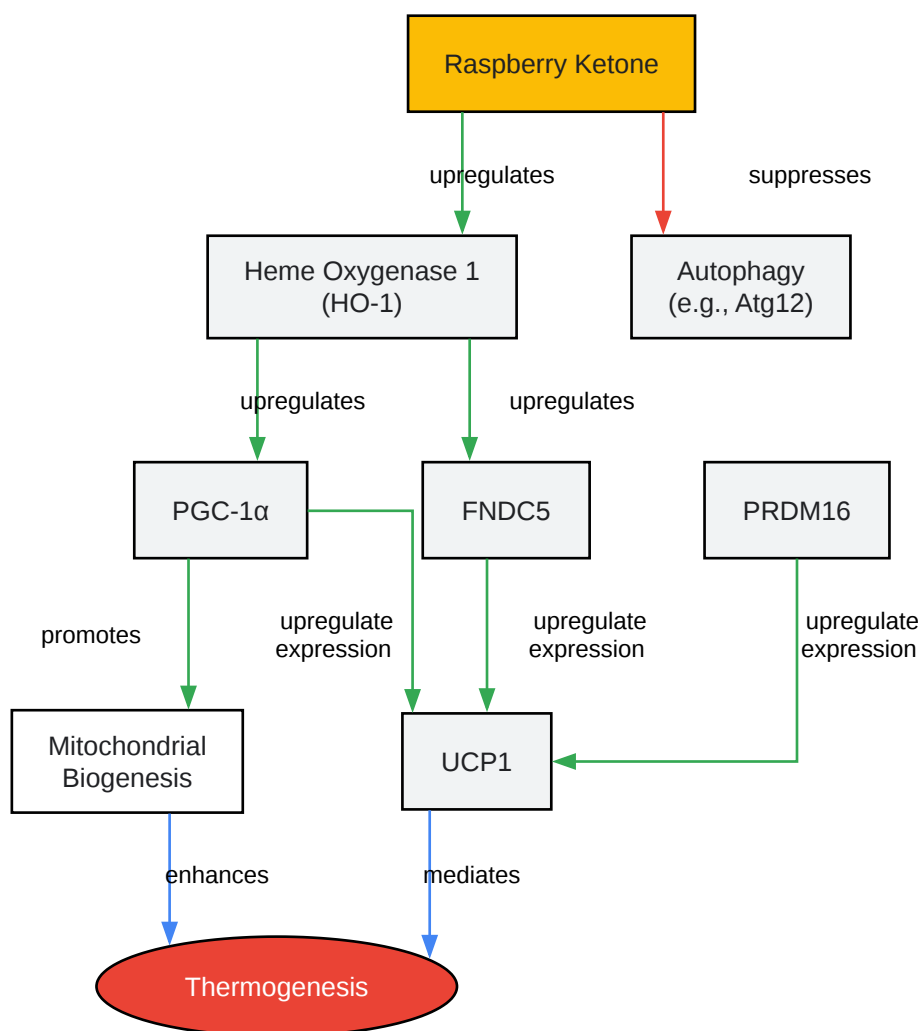 Raspberry Ketone
upregulates
suppresses
Heme Oxygenase 1
(HO-1)
Autophagy
(e.g., Atg12)
upregulates
upregulates
PGC-1α
FNDC5
PRDM16
promotes
upregulate
expression
upregulate
expression
upregulate
expression
Mitochondrial
Biogenesis
UCP1
enhances
mediates
Thermogenesis